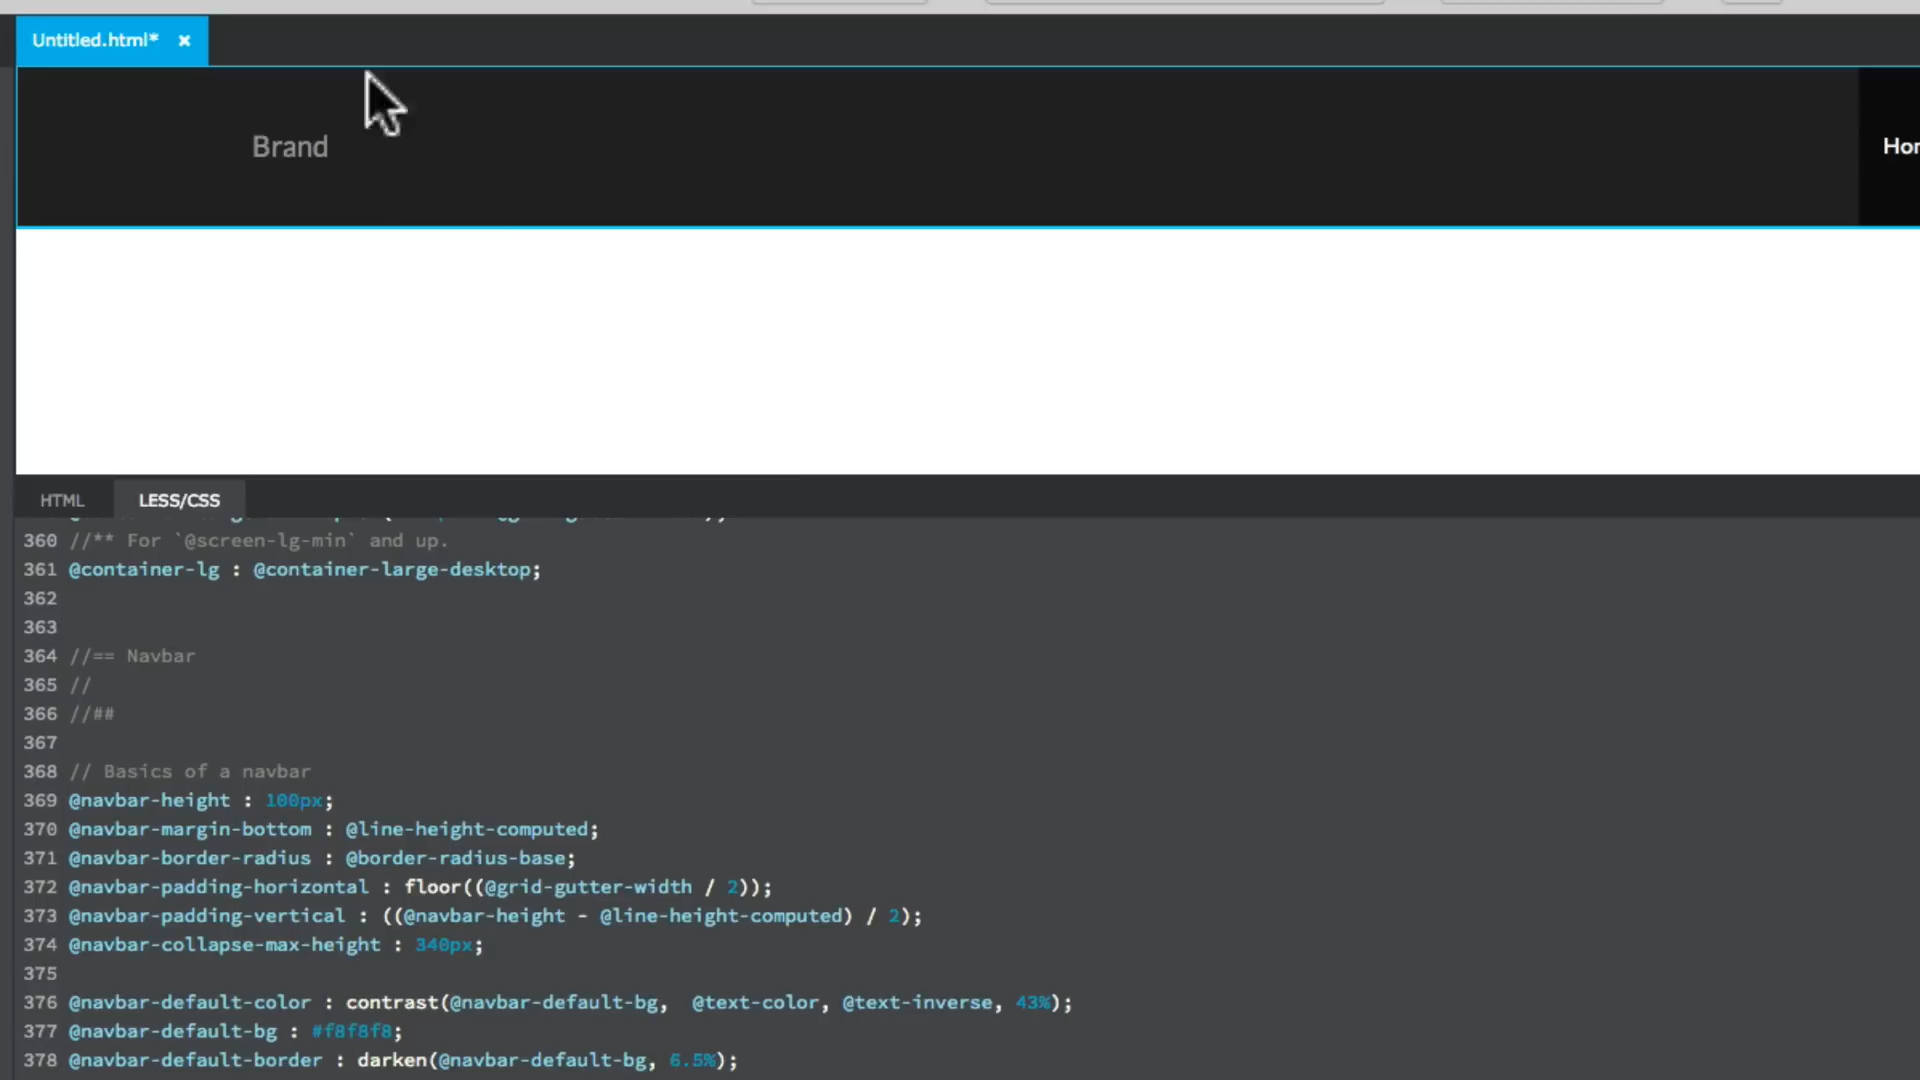 Untitled.html* ×
Brand
HTML LESS/CSS
360 //** For `@screen-lg-min` and up.
361 @container-lg : @container-large-desktop;
362
363
364 //== Navbar
365 //
366 //##
367
368 // Basics of a navbar
369 @navbar-height : 100px;
370 @navbar-margin-bottom : @line-height-computed;
371 @navbar-border-radius : @border-radius-base;
372 @navbar-padding-horizontal : floor((@grid-gutter-width / 2));
373 @navbar-padding-vertical : ((@navbar-height - @line-height-computed) / 2);
374 @navbar-collapse-max-height : 340px;
375
376 @navbar-default-color : contrast(@navbar-default-bg,  @text-color, @text-inverse, 43%);
377 @navbar-default-bg : #f8f8f8;
378 @navbar-default-border : darken(@navbar-default-bg, 6.5%);